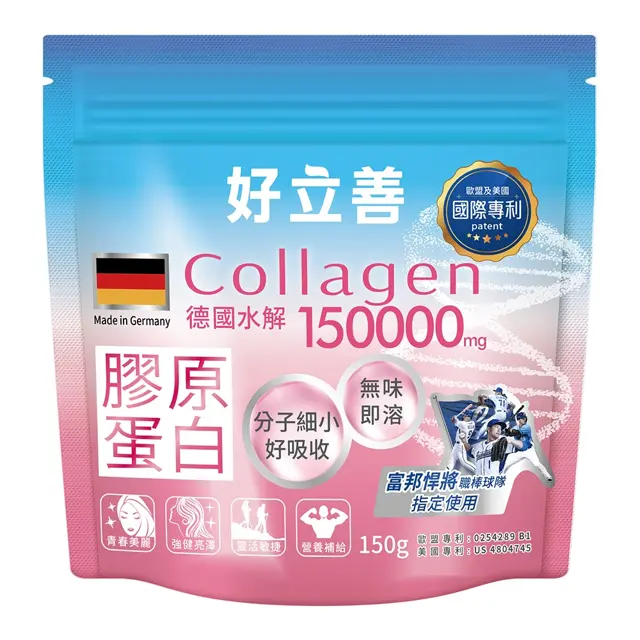 好立善
歐盟及美國
國際專利
patent
Collagen
Made in Germany
德國水解
150000mg
膠原
蛋白
分子細小
好吸收
無味
即溶
富邦悍將職棒球隊
指定使用
青春美麗
強健亮澤
靈活敏捷
營養補給
150g
歐盟專利:0254289 B1
美國專利:US 4804745